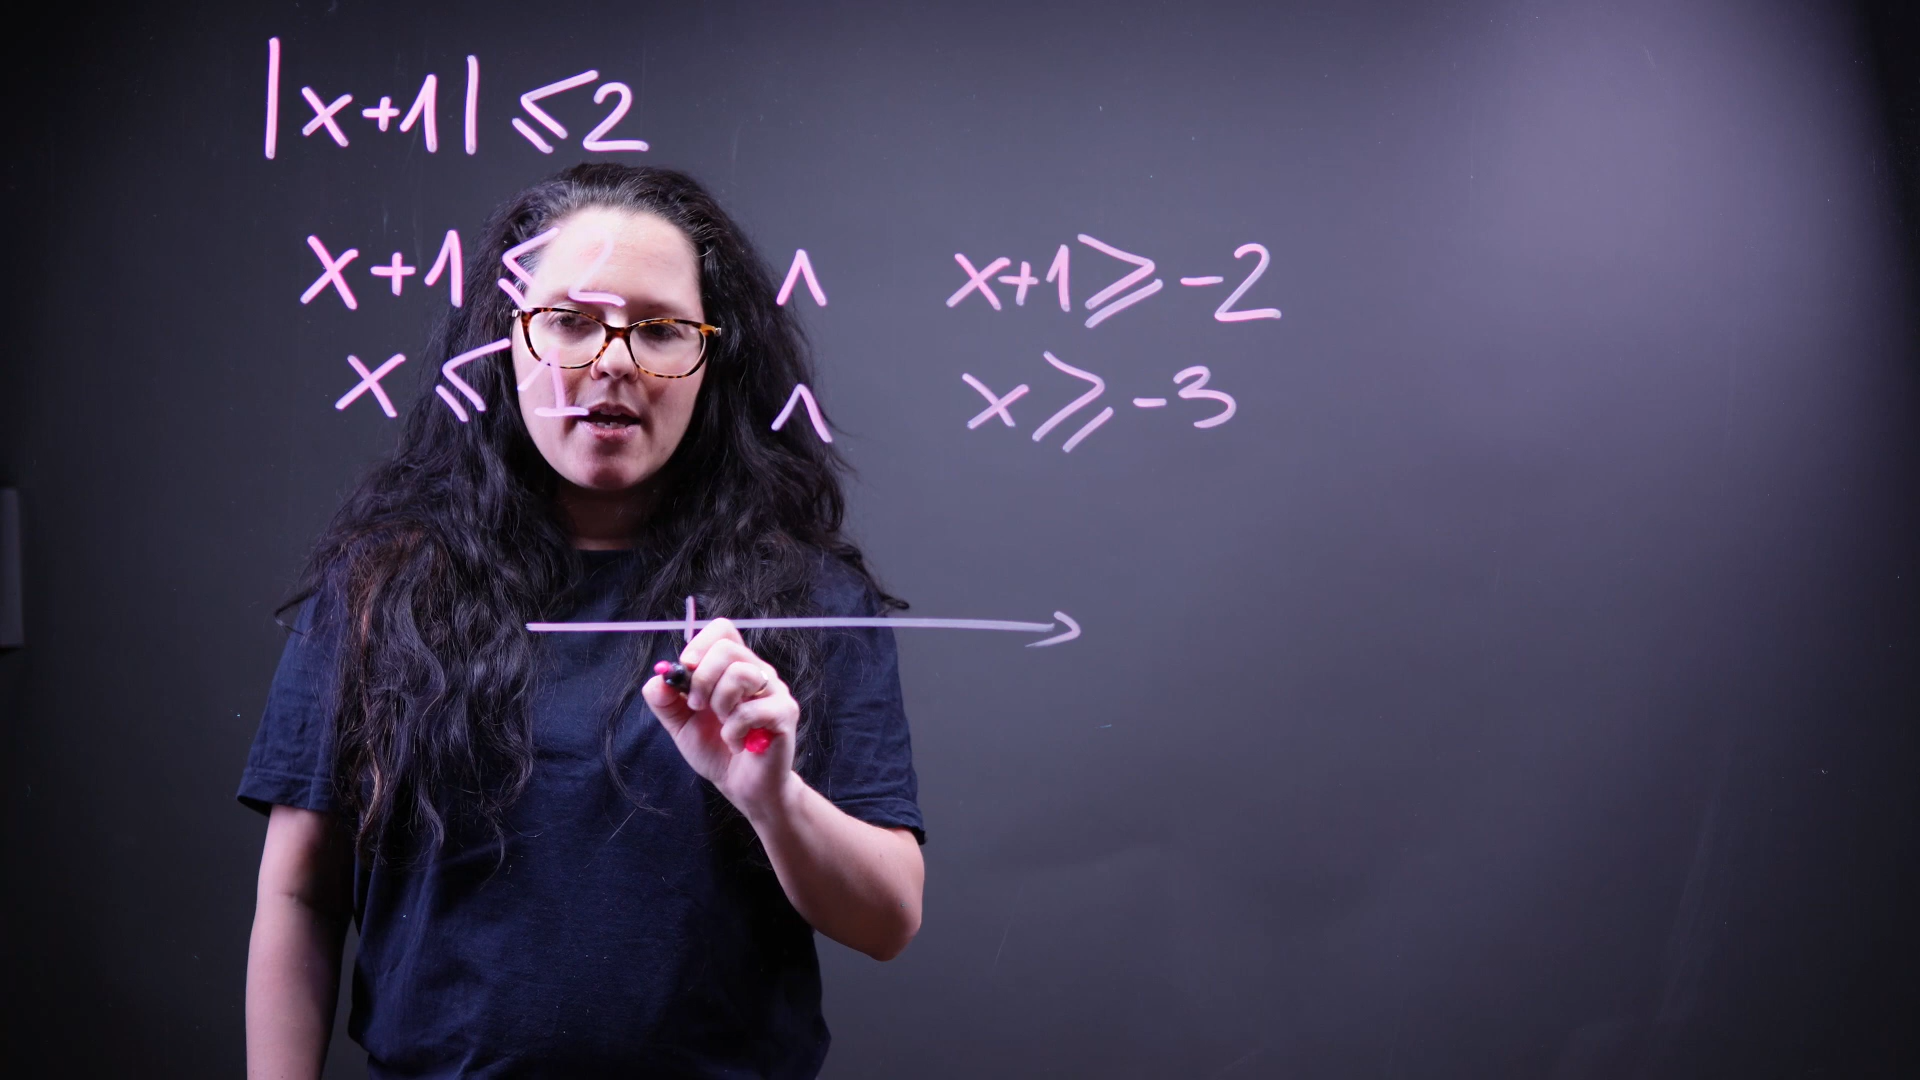 |x+1| ⩽ 2
x+1 ⩽ 2 ∧ x+1 ⩾ -2
x ⩽ 1 ∧ x ⩾ -3